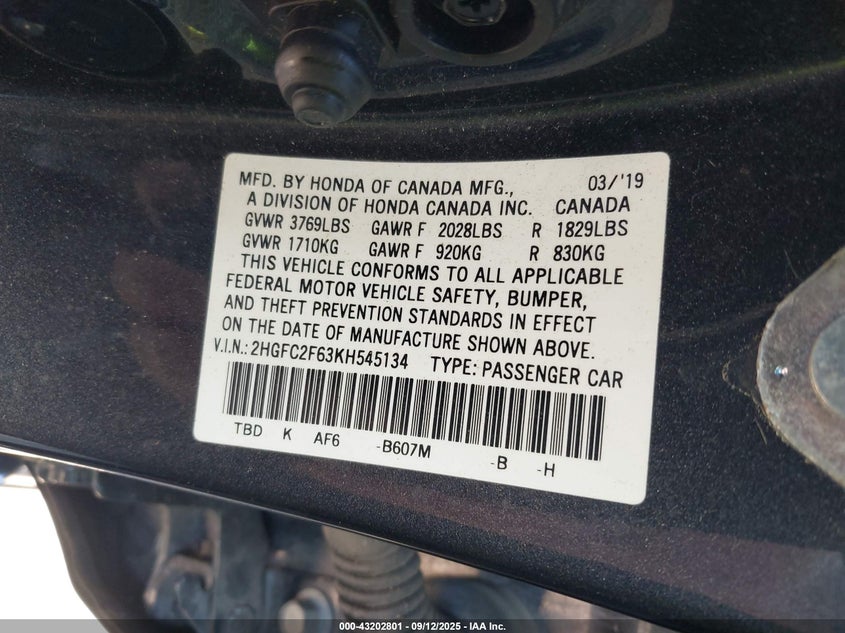 MFD. BY HONDA OF CANADA MFG., 03/'19
A DIVISION OF HONDA CANADA INC. CANADA
GVWR 3769LBS GAWR F 2028LBS R 1829LBS
GVWR 1710KG GAWR F 920KG R 830KG
THIS VEHICLE CONFORMS TO ALL APPLICABLE
FEDERAL MOTOR VEHICLE SAFETY, BUMPER,
AND THEFT PREVENTION STANDARDS IN EFFECT
ON THE DATE OF MANUFACTURE SHOWN ABOVE.
V.I.N.: 2HGFC2F63KH545134 TYPE: PASSENGER CAR
TBD K AF6 -B607M -B -H
000-43202801 - 09/12/2025 - IAA Inc.